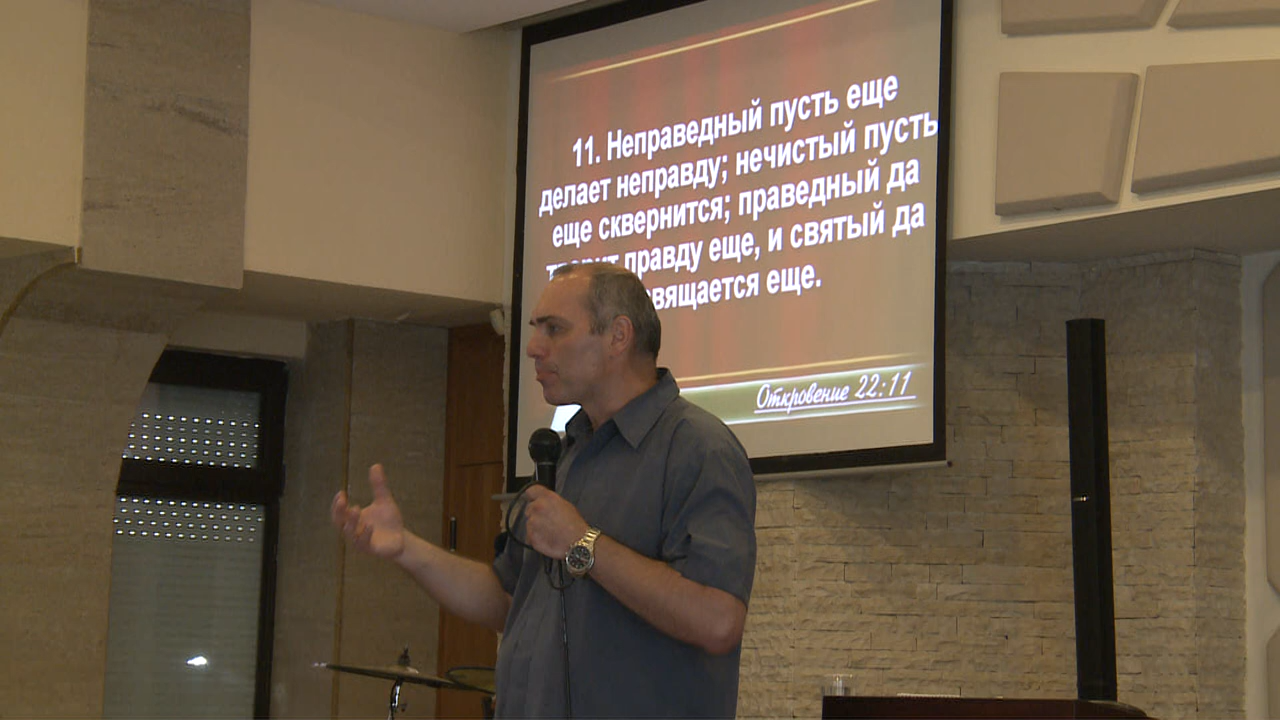 11. Неправедный пусть еще
делает неправду; нечистый пусть
еще сквернится; праведный да
правду еще, и святый да
еще.
Откровение 22:11